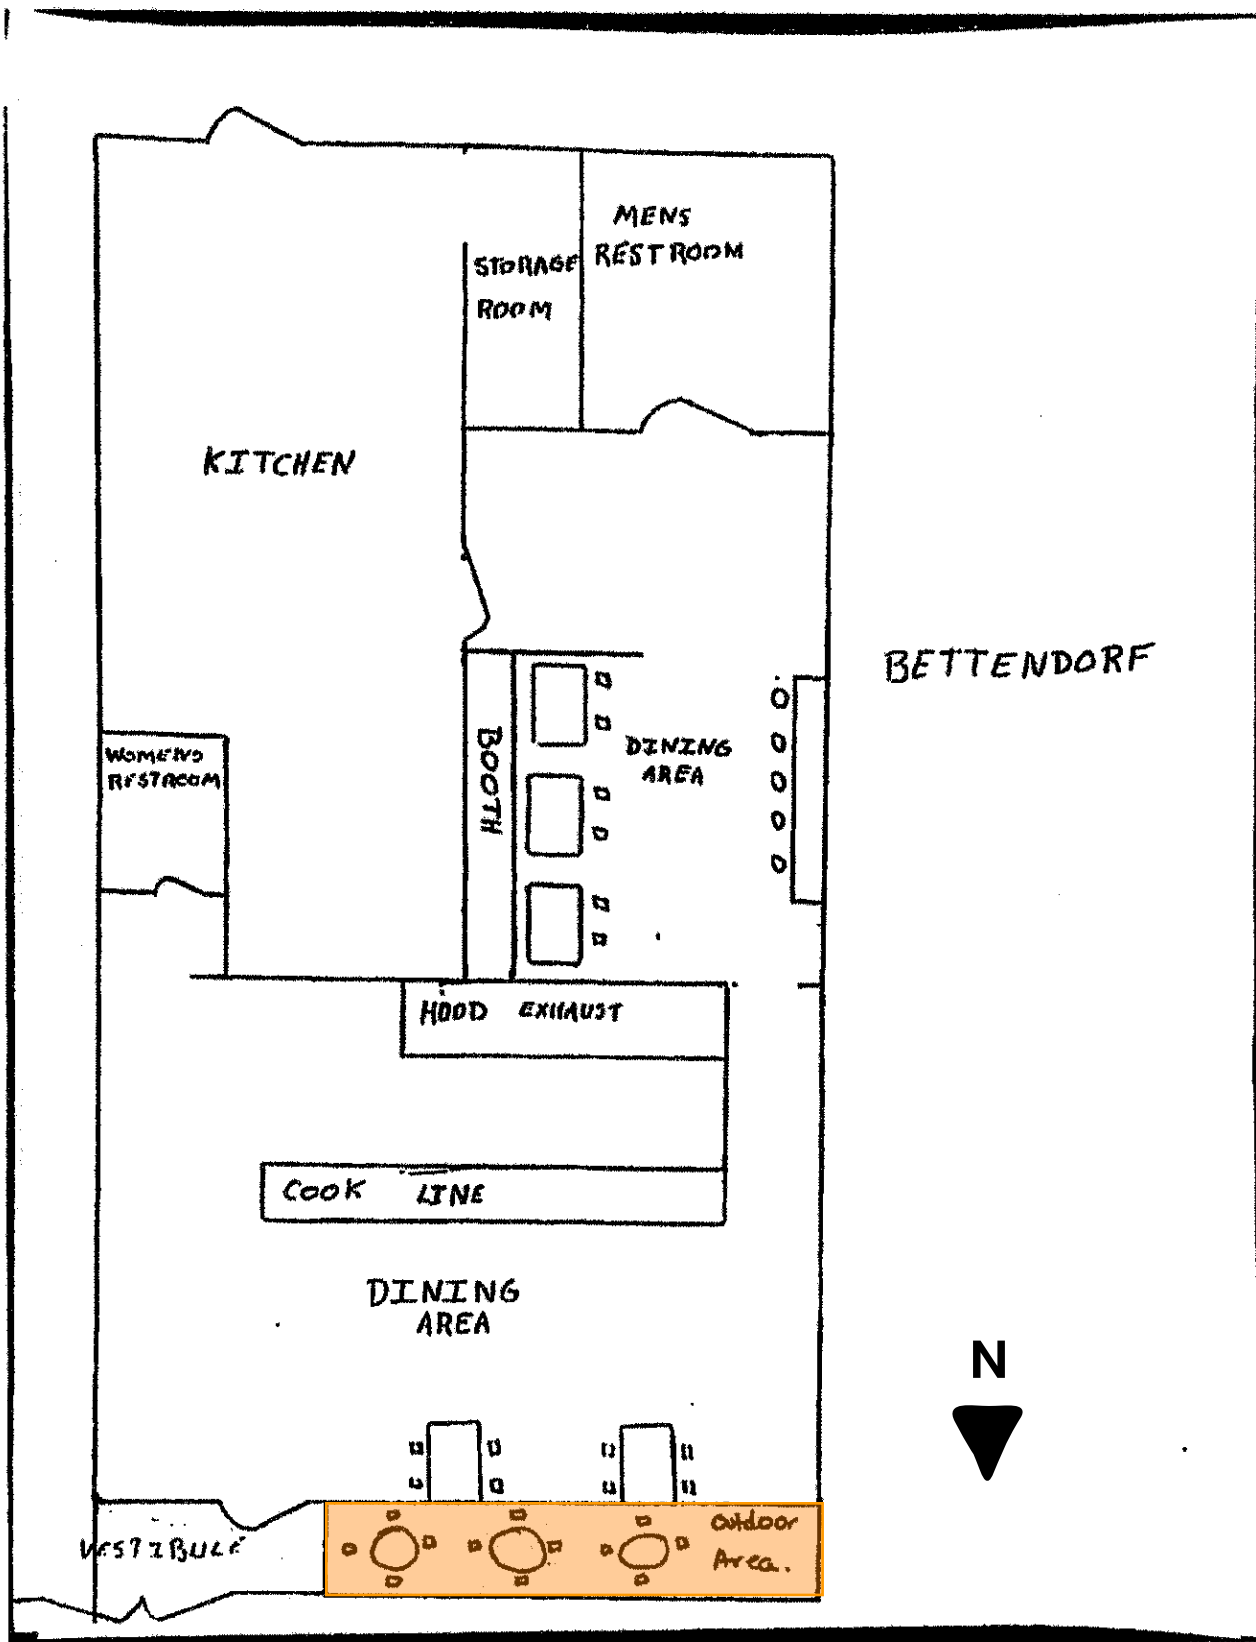 MENS
RESTROOM
STORAGE
ROOM
KITCHEN
BETTENDORF
WOMENS
RESTROOM
BOOTH
DINING
AREA
HOOD EXHAUST
COOK LINE
DINING
AREA
N
Outdoor
Area.
VESTIBULE